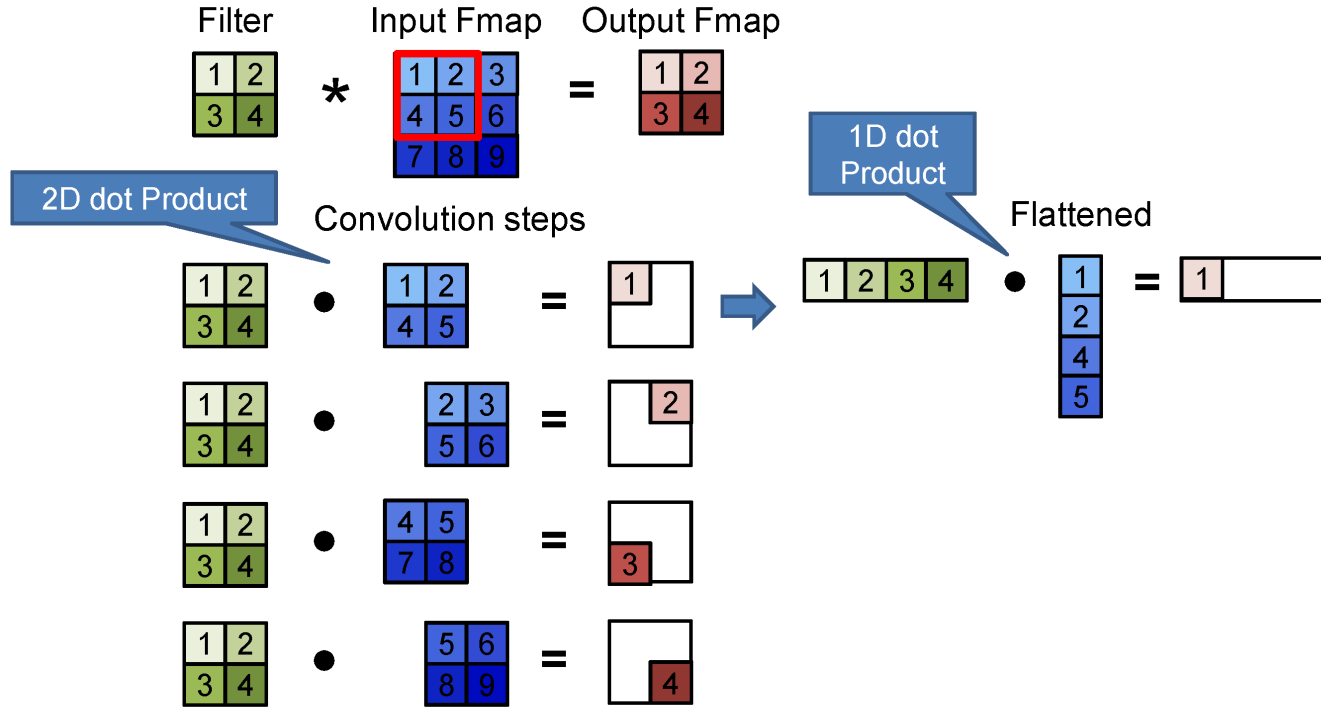 Filter Input Fmap Output Fmap
1 2 1 2 3 1 2
* =
3 4 4 5 6 3 4
7 8 9
1D dot
Product
2D dot Product
Convolution steps
Flattened
1 2 1 2 1
• =
3 4 4 5
1 2 3 4 • 1 = 1
2
4
5
1 2 2 3 2
• =
3 4 5 6
1 2 4 5
• =
3 4 7 8 3
1 2 5 6
• =
3 4 8 9 4